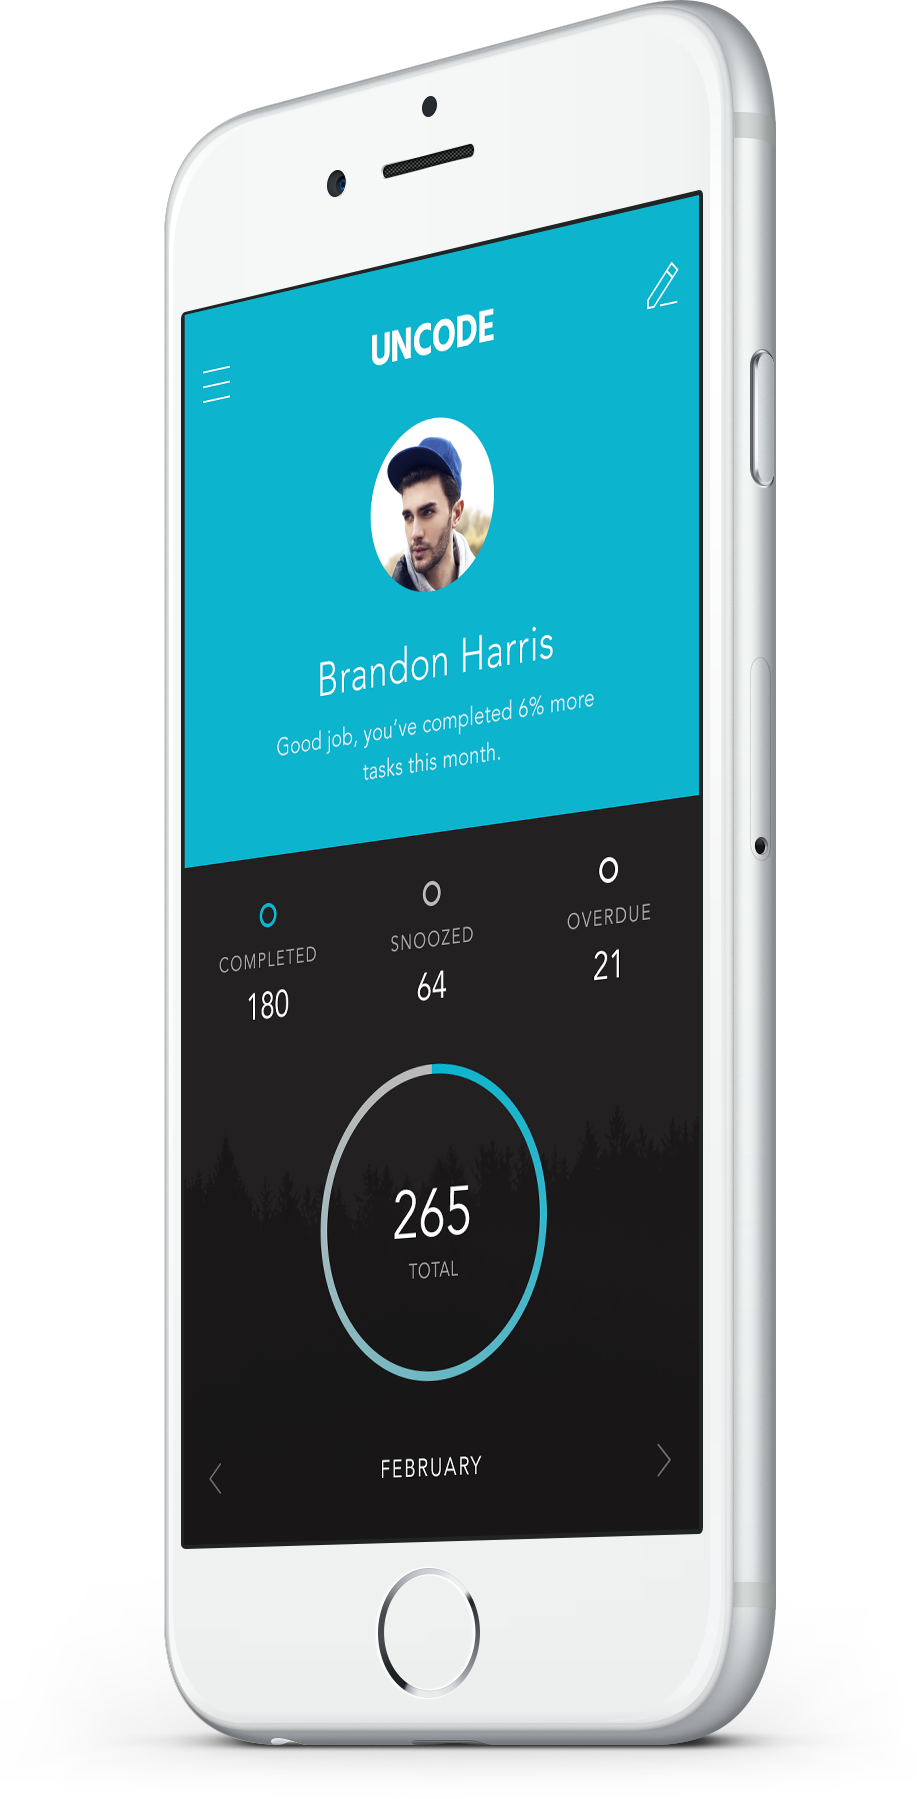 UNCODE
Brandon Harris
Good job, you've completed 6% more
tasks this month.
COMPLETED
180
SNOOZED
64
OVERDUE
21
265
TOTAL
FEBRUARY